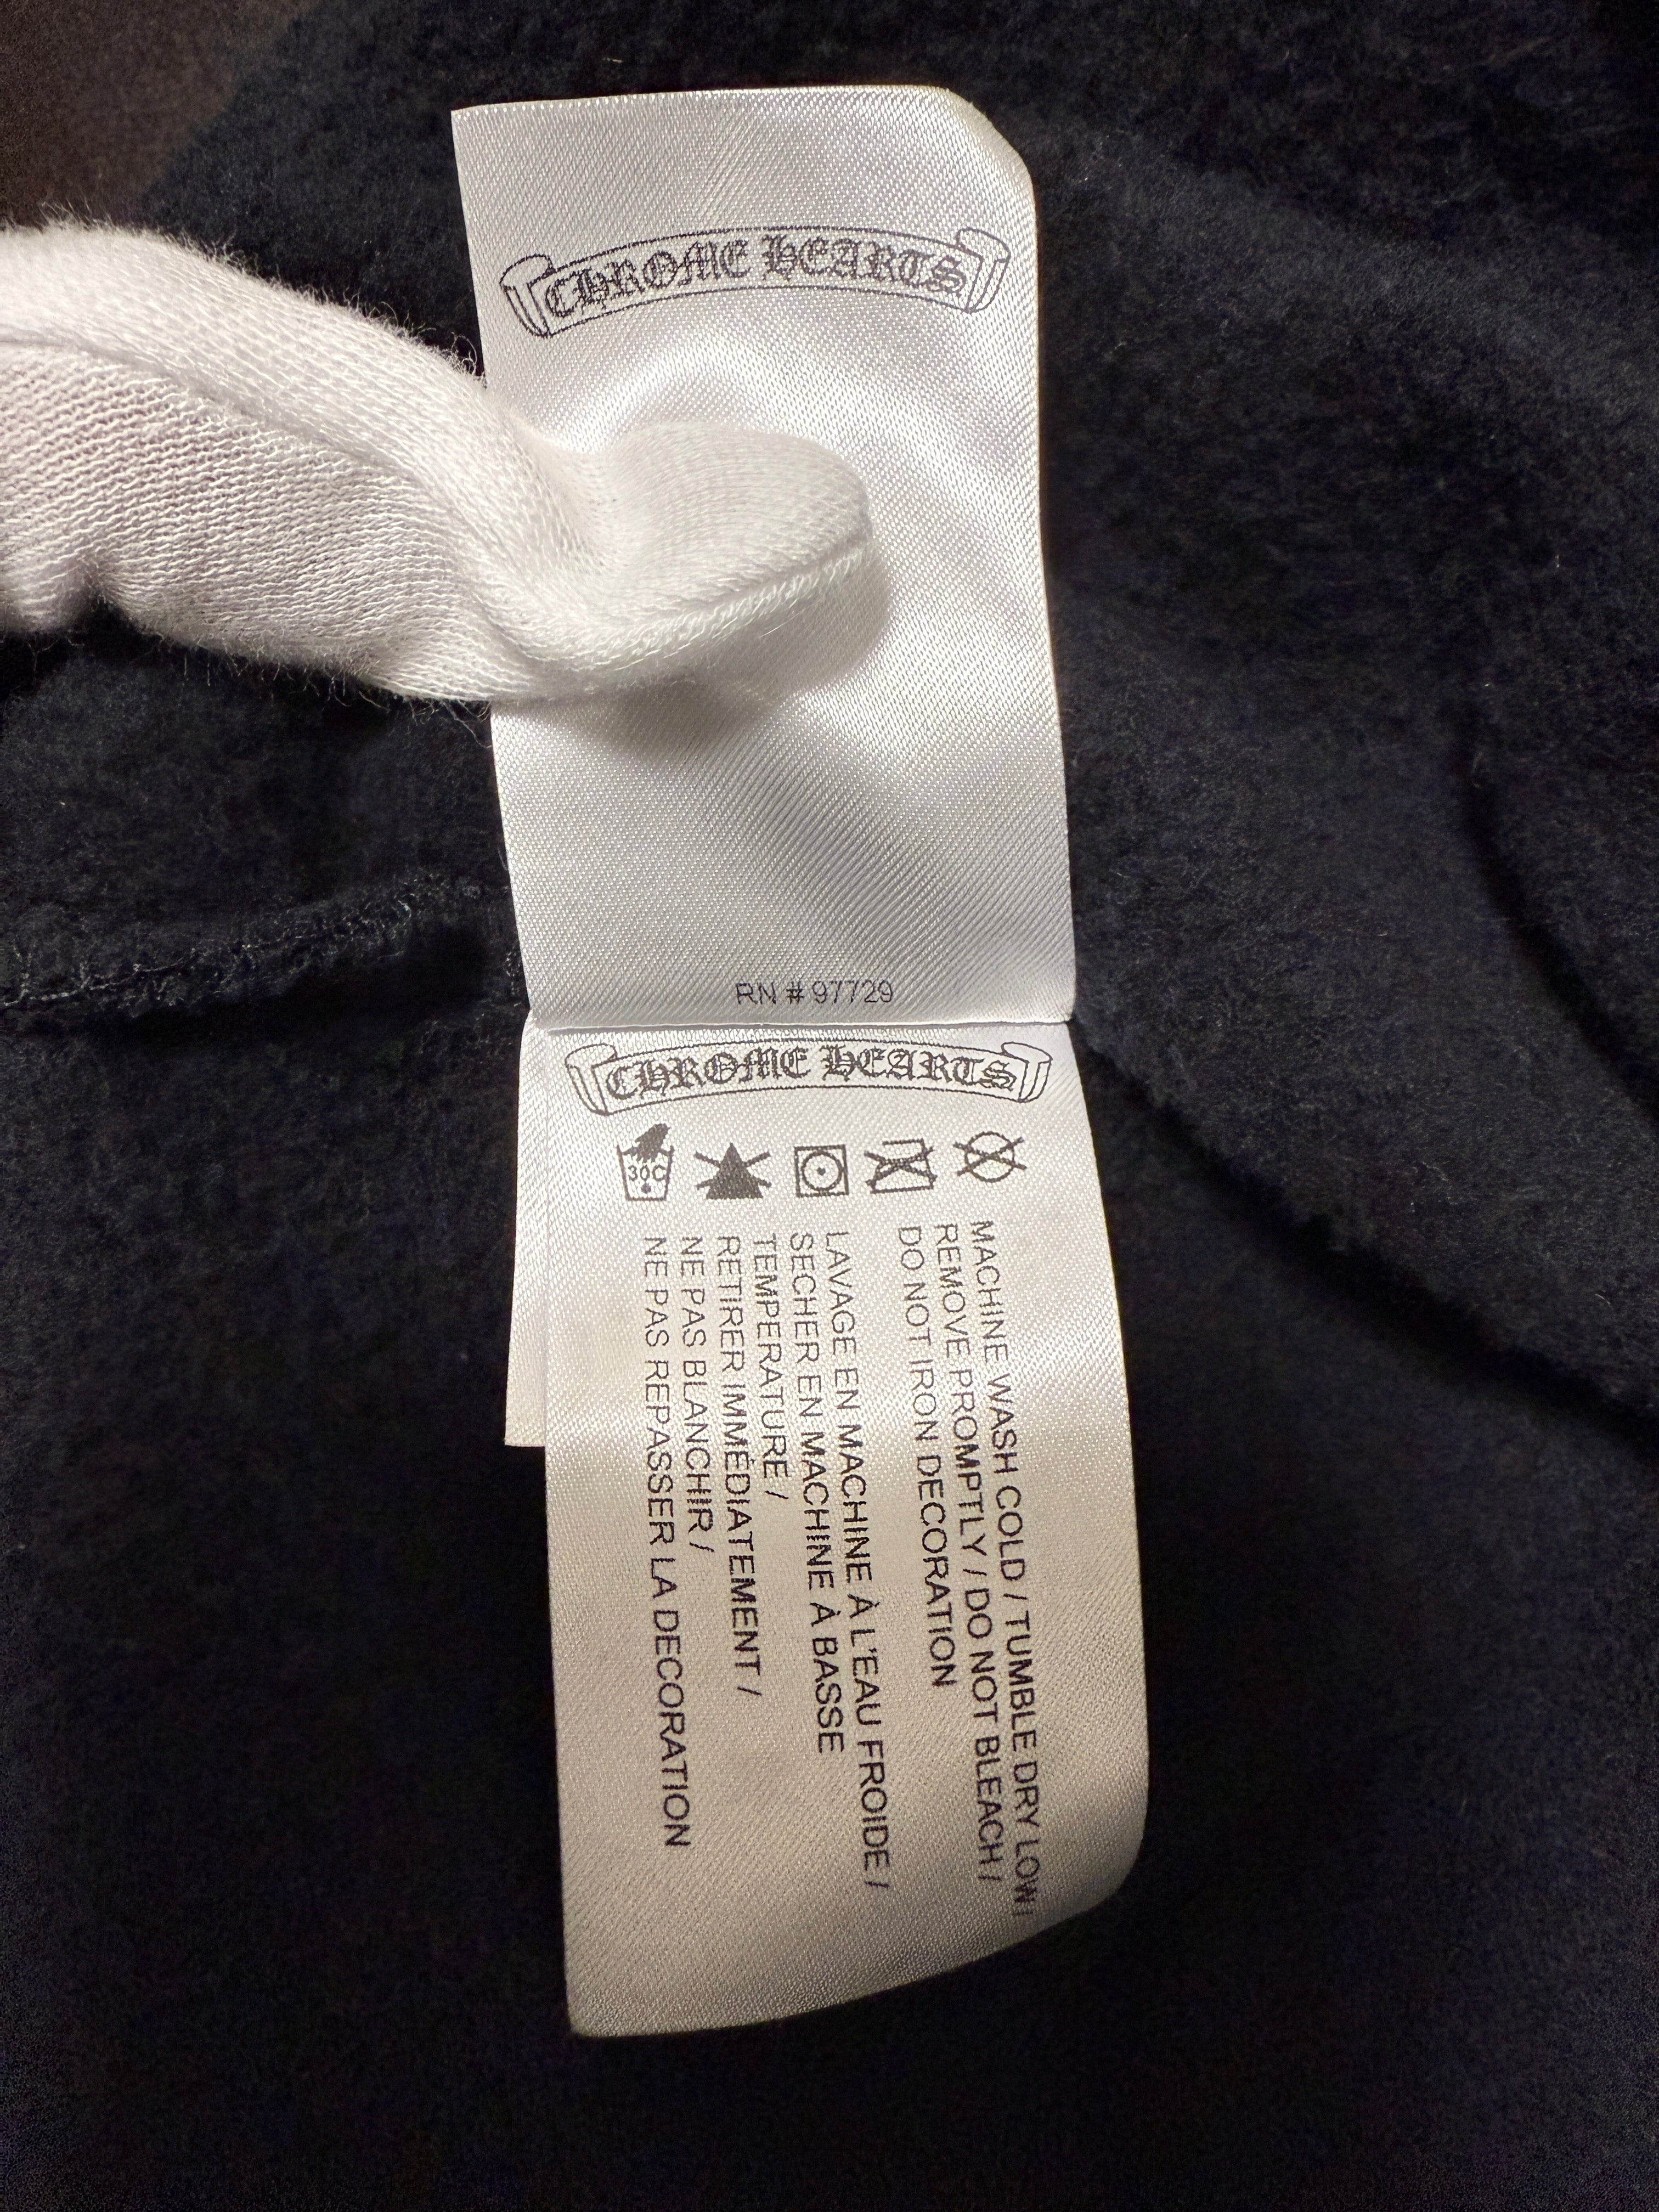 CHROME HEARTS
RN # 97729
CHROME HEARTS
30C
MACHINE WASH COLD / TUMBLE DRY LOW /
REMOVE PROMPTLY / DO NOT BLEACH /
DO NOT IRON DECORATION
LAVAGE EN MACHINE À L'EAU FROIDE /
SECHER EN MACHINE À BASSE
TEMPERATURE /
RETIRER IMMÉDIATEMENT /
NE PAS BLANCHIR /
NE PAS REPASSER LA DECORATION